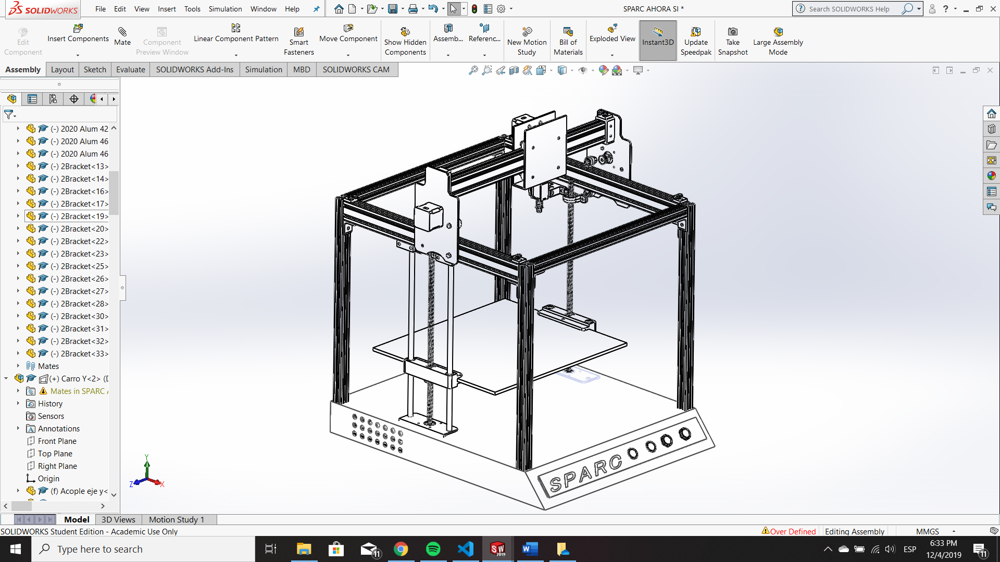 SOLIDWORKS
File Edit View Insert Tools Simulation Window Help
SPARC AHORA SI *
Search SOLIDWORKS Help
?
Edit Component
Insert Components
Mate
Component Preview Window
Linear Component Pattern
Smart Fasteners
Move Component
Show Hidden Components
Assemb...
Referenc...
New Motion Study
Bill of Materials
Exploded View
Instant3D
Update Speedpak
Take Snapshot
Large Assembly Mode
Assembly Layout Sketch Evaluate SOLIDWORKS Add-Ins Simulation MBD SOLIDWORKS CAM
(-) 2020 Alum 42
(-) 2020 Alum 46
(-) 2020 Alum 46
(-) 2Bracket<13>
(-) 2Bracket<14>
(-) 2Bracket<16>
(-) 2Bracket<17>
(-) 2Bracket<19>
(-) 2Bracket<20>
(-) 2Bracket<22>
(-) 2Bracket<23>
(-) 2Bracket<25>
(-) 2Bracket<26>
(-) 2Bracket<27>
(-) 2Bracket<28>
(-) 2Bracket<30>
(-) 2Bracket<31>
(-) 2Bracket<32>
(-) 2Bracket<33>
Mates
(+) Carro Y<2> (D
Mates in SPARC A
History
Sensors
Annotations
Front Plane
Top Plane
Right Plane
Origin
(f) Acople eje y<
Y
Z
X
SPARC
Model 3D Views Motion Study 1
SOLIDWORKS Student Edition - Academic Use Only
Over Defined
Editing Assembly
MMGS
Type here to search
11
SW 2019
W
ESP
6:33 PM
12/4/2019
11